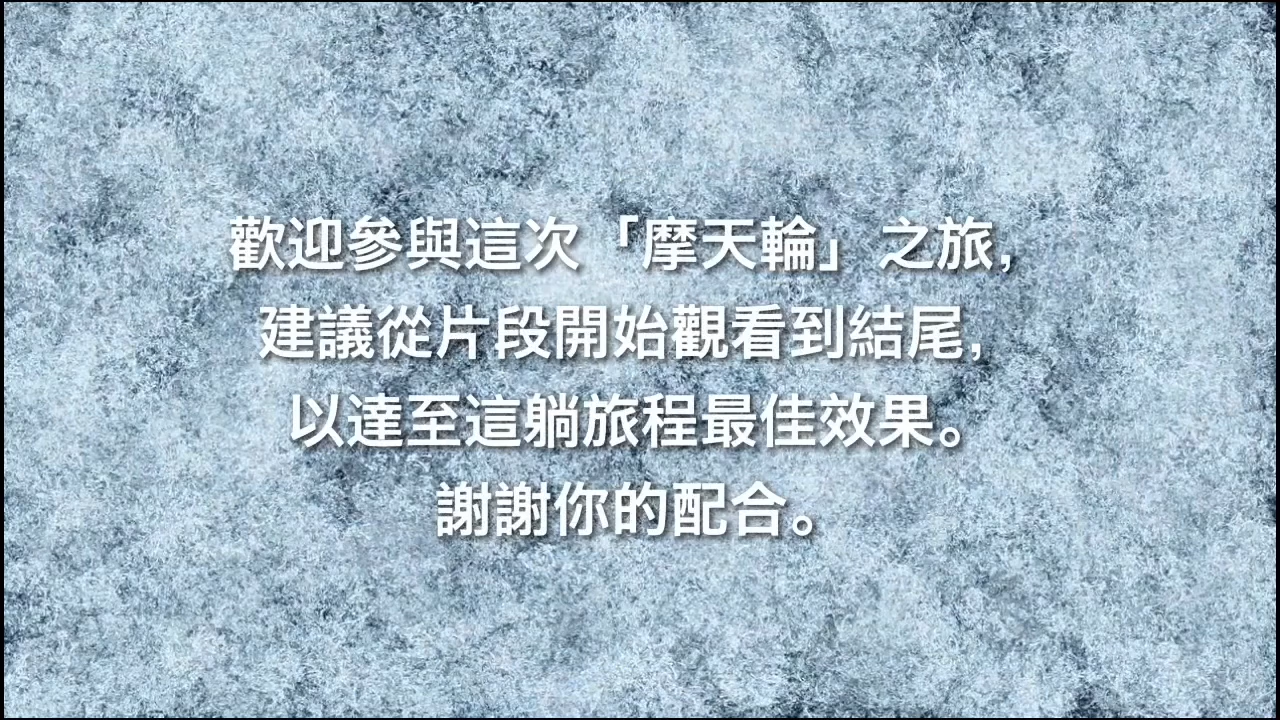 歡迎參與這次「摩天輪」之旅,
建議從片段開始觀看到結尾,
以達至這躺旅程最佳效果。
謝謝你的配合。